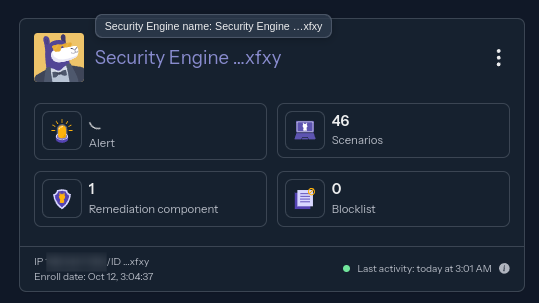 Security Engine name: Security Engine ...xfxy
Security Engine ...xfxy
Alert
46
Scenarios
1
Remediation component
0
Blocklist
IP /ID ...xfxy
Enroll date: Oct 12, 3:04:37
Last activity: today at 3:01 AM